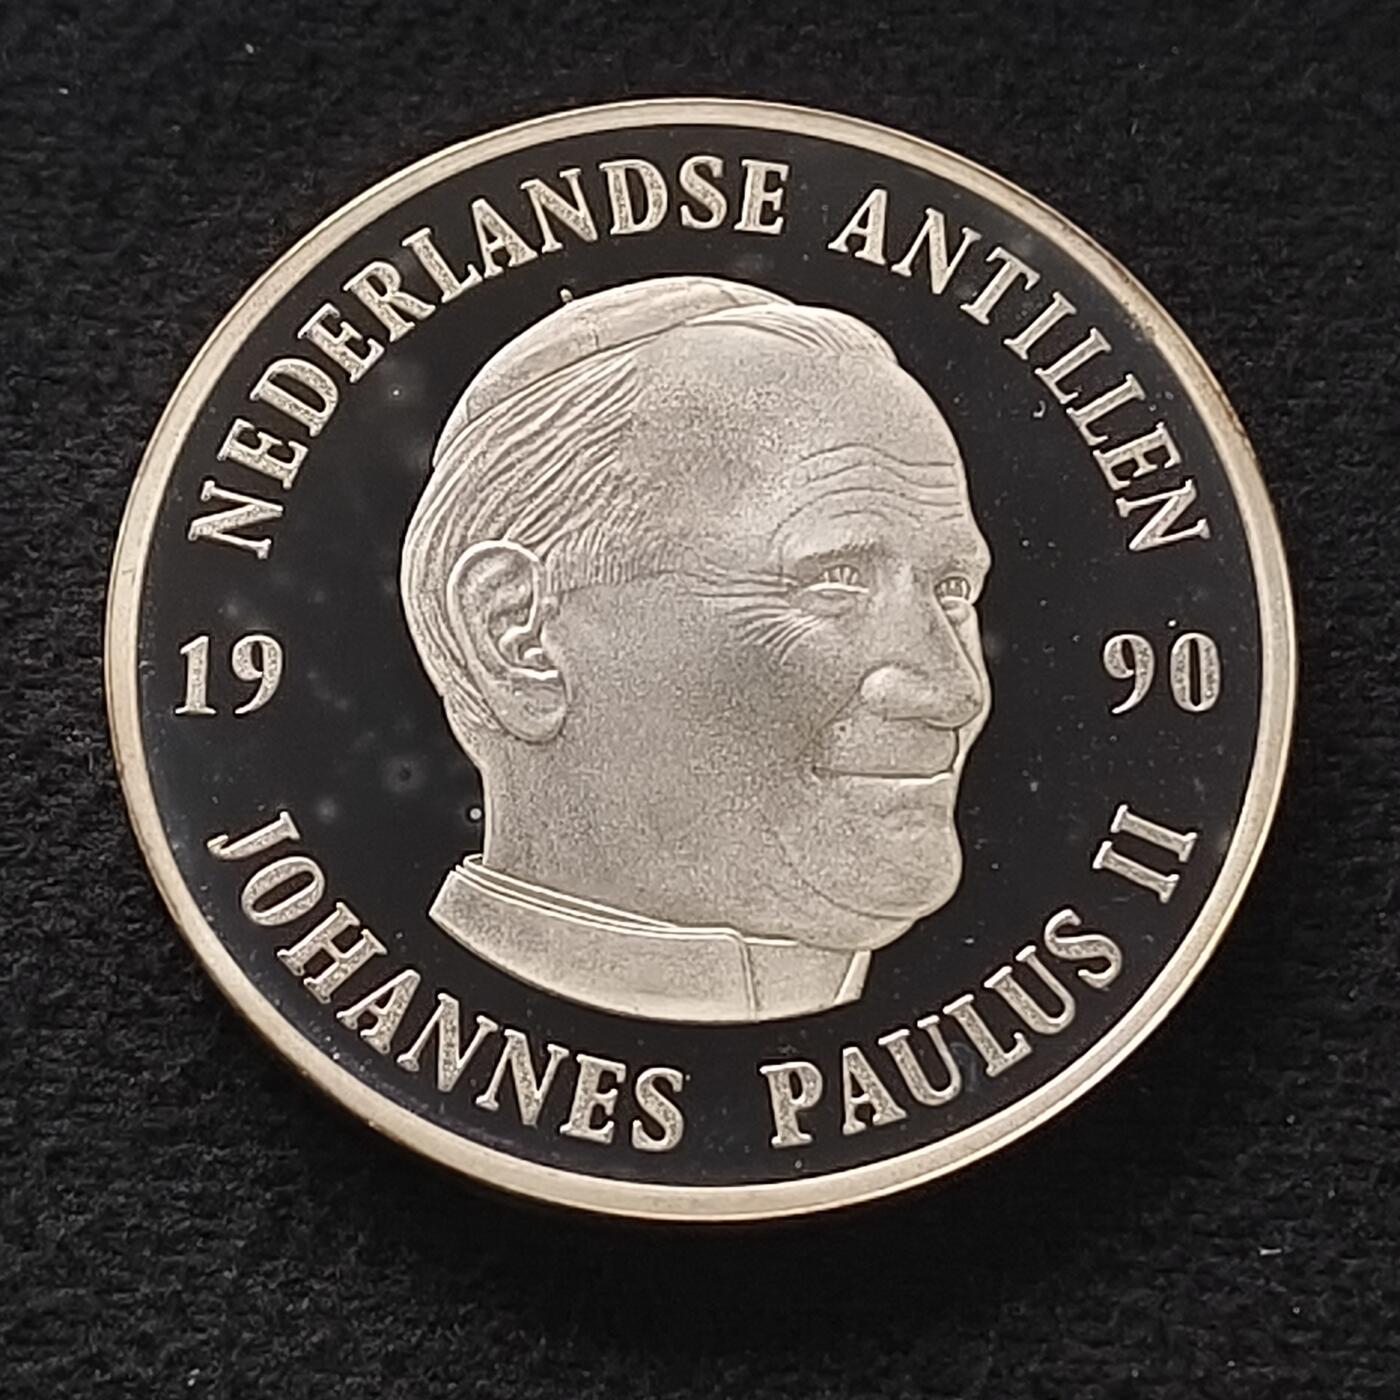 NEDERLANDSE ANTILLEN
19 90
JOHANNES PAULUS II